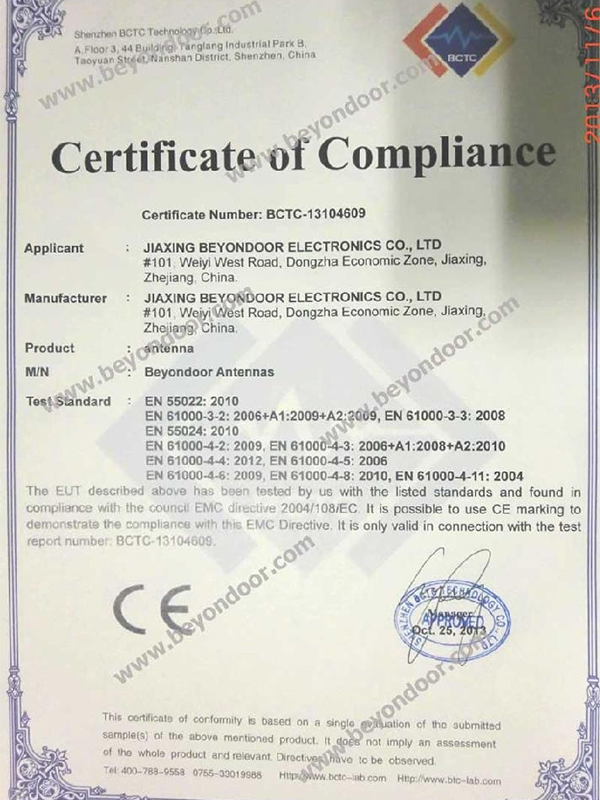 Shenzhen BCTC Technology Co., Ltd.
A,Floor 3, 44 Building, Tanglang Industrial Park B,
Taoyuan Street, Nanshan District, Shenzhen, China
BCTC
2013/11/6
Certificate of Compliance
Certificate Number: BCTC-13104609
Applicant : JIAXING BEYONDOOR ELECTRONICS CO., LTD
#101, Weiyi West Road, Dongzha Economic Zone, Jiaxing,
Zhejiang, China.
Manufacturer : JIAXING BEYONDOOR ELECTRONICS CO., LTD
#101, Weiyi West Road, Dongzha Economic Zone, Jiaxing,
Zhejiang, China.
Product : antenna
M/N : Beyondoor Antennas
Test Standard : EN 55022: 2010
EN 61000-3-2: 2006+A1:2009+A2:2009, EN 61000-3-3: 2008
EN 55024: 2010
EN 61000-4-2: 2009, EN 61000-4-3: 2006+A1:2008+A2:2010
EN 61000-4-4: 2012, EN 61000-4-5: 2006
EN 61000-4-6: 2009, EN 61000-4-8: 2010, EN 61000-4-11: 2004
The EUT described above has been tested by us with the listed standards and found in
compliance with the council EMC directive 2004/108/EC. It is possible to use CE marking to
demonstrate the compliance with this EMC Directive. It is only valid in connection with the test
report number: BCTC-13104609.
CE
SHENZHEN BCTC TECHNOLOGY CO., LTD
Manager
APPROVED
Oct. 25, 2013
This certificate of conformity is based on a single evaluation of the submitted
sample(s) of the above mentioned product. It does not imply an assessment
of the whole product and relevant. Directives have to be observed.
Tel: 400-788-9558 0755-33019988 Http://www.bctc-lab.com Http://www.btc-lab.com
www.beyondoor.com
www.beyondoor.com
www.beyondoor.com
www.beyondoor.com
www.beyondoor.com
www.beyondoor.com